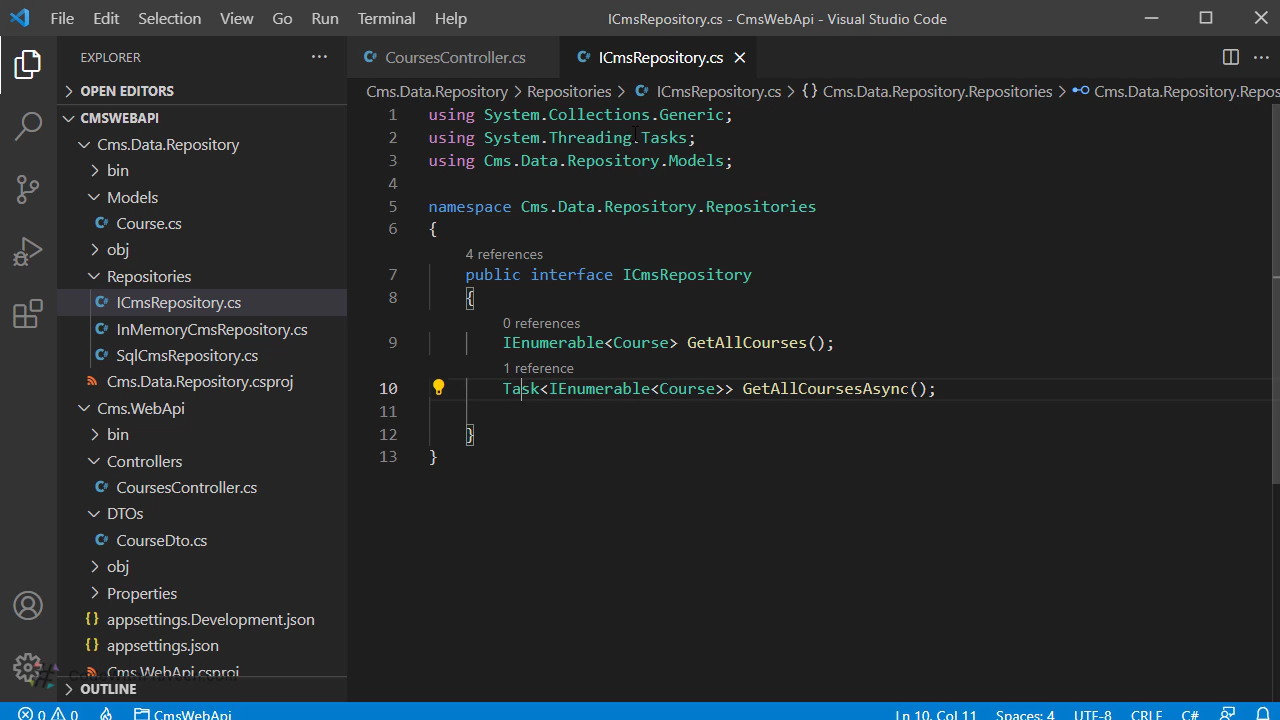 File Edit Selection View Go Run Terminal Help
ICmsRepository.cs - CmsWebApi - Visual Studio Code
EXPLORER
OPEN EDITORS
CMSWEBAPI
Cms.Data.Repository
bin
Models
Course.cs
obj
Repositories
ICmsRepository.cs
InMemoryCmsRepository.cs
SqlCmsRepository.cs
Cms.Data.Repository.csproj
Cms.WebApi
bin
Controllers
CoursesController.cs
DTOs
CourseDto.cs
obj
Properties
appsettings.Development.json
appsettings.json
Cms.WebApi.csproj
OUTLINE
CoursesController.cs
ICmsRepository.cs
Cms.Data.Repository > Repositories > ICmsRepository.cs > {} Cms.Data.Repository.Repositories > Cms.Data.Repository.Repos
1 using System.Collections.Generic;
2 using System.Threading.Tasks;
3 using Cms.Data.Repository.Models;
4
5 namespace Cms.Data.Repository.Repositories
6 {
4 references
7 public interface ICmsRepository
8 {
0 references
9 IEnumerable<Course> GetAllCourses();
1 reference
10 Task<IEnumerable<Course>> GetAllCoursesAsync();
11
12 }
13 }
0 0 CmsWebApi Ln 10, Col 11 Spaces: 4 UTF-8 CRLF C#